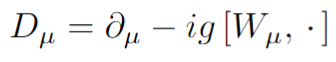 D_μ = ∂_μ − ig [W_μ, · ]